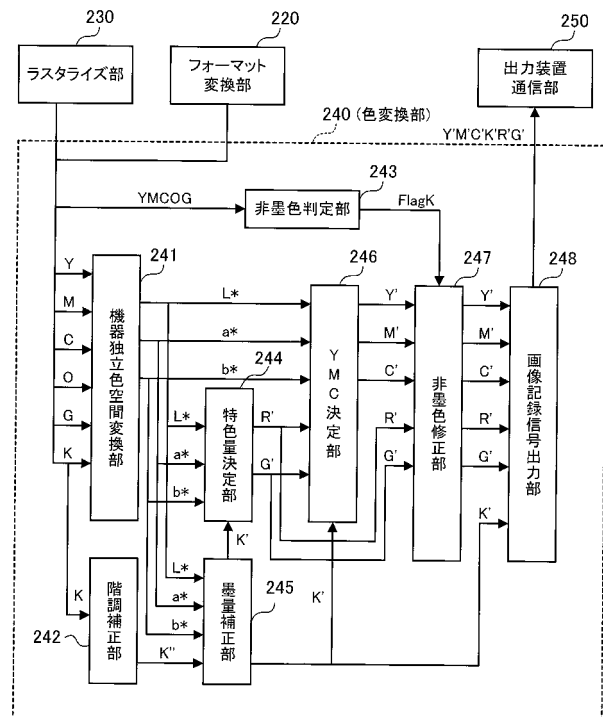 230
220
250
ラスタライズ部
フォーマット
変換部
出力装置
通信部
240 (色変換部)
Y'M'C'K'R'G'
243
YMCOG
非墨色判定部
FlagK
241
246
247
248
Y
M
C
O
G
K
機器独立色空間変換部
L*
a*
b*
244
L*
a*
b*
特色量決定部
R'
G'
YMC決定部
Y'
M'
C'
R'
G'
非墨色修正部
Y'
M'
C'
R'
G'
K'
画像記録信号出力部
K'
K
階調補正部
242
L*
a*
b*
K''
墨量補正部
245
K'